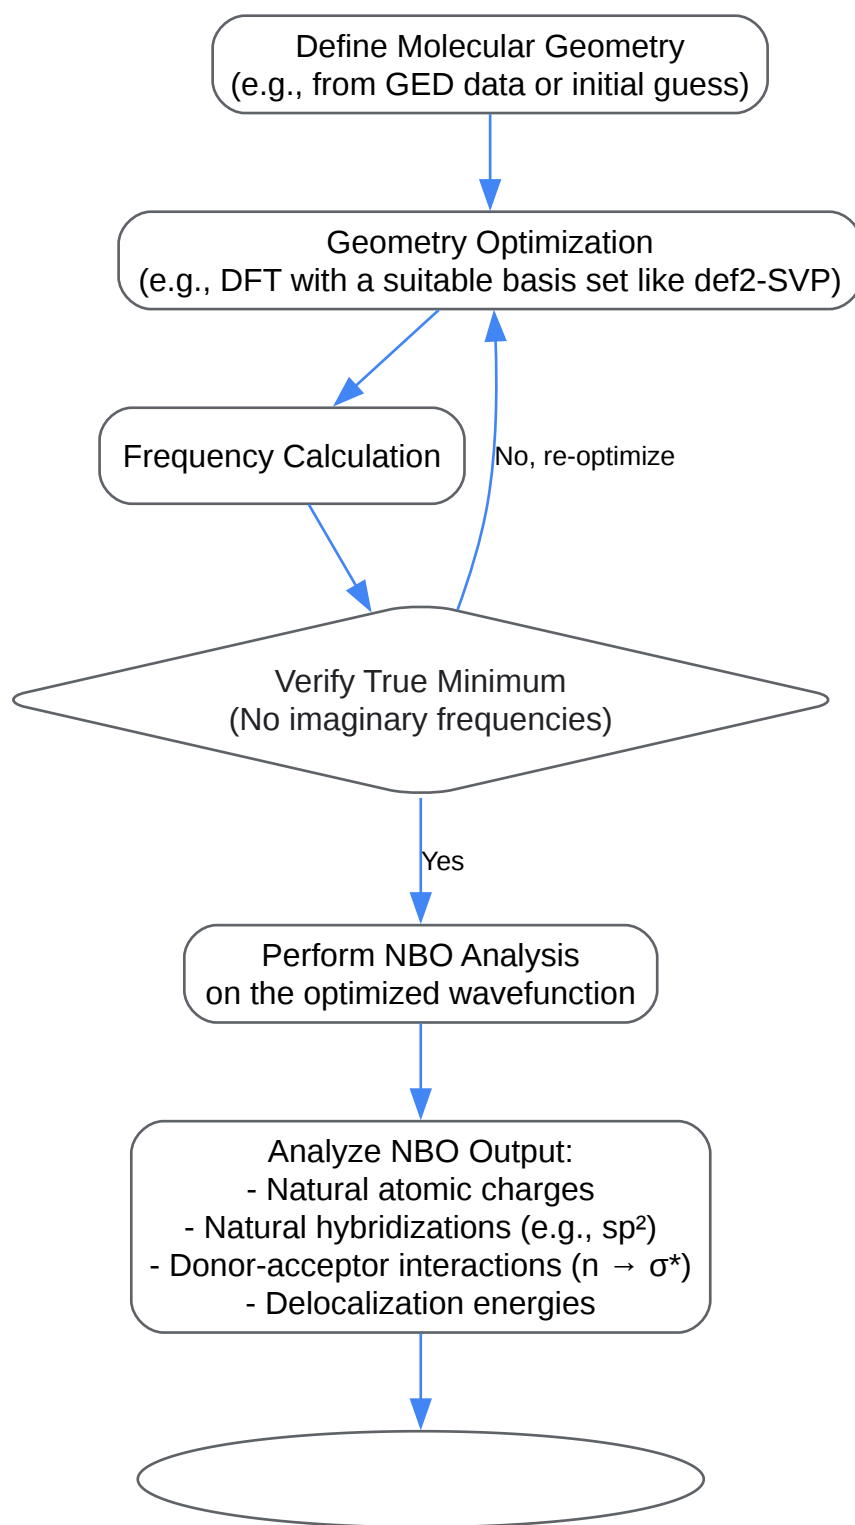 Define Molecular Geometry
(e.g., from GED data or initial guess)
Geometry Optimization
(e.g., DFT with a suitable basis set like def2-SVP)
Frequency Calculation
No, re-optimize
Verify True Minimum
(No imaginary frequencies)
Yes
Perform NBO Analysis
on the optimized wavefunction
Analyze NBO Output:
- Natural atomic charges
- Natural hybridizations (e.g., sp²)
- Donor-acceptor interactions (n → σ*)
- Delocalization energies